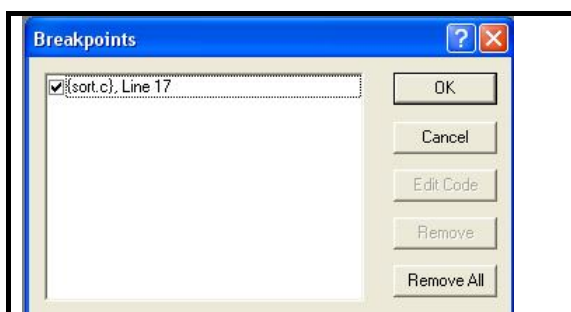 Breakpoints
{sort.c}, Line 17
OK
Cancel
Edit Code
Remove
Remove All